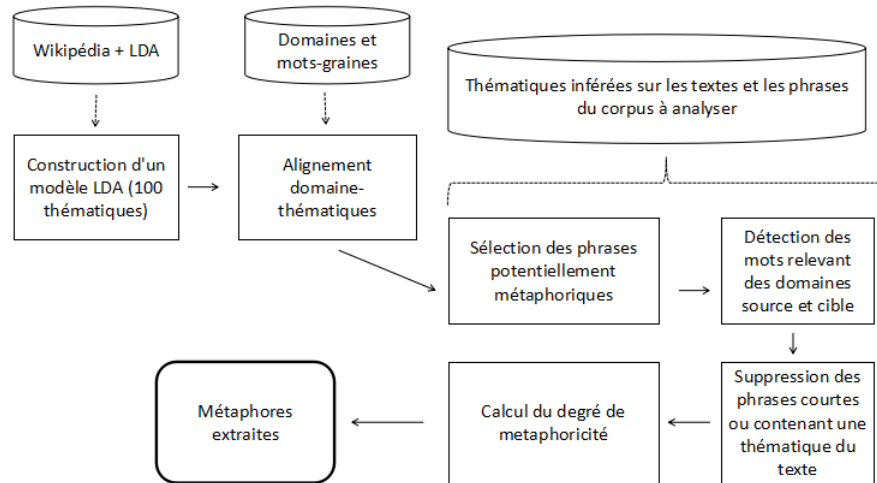 Wikipédia + LDA
Domaines et
mots-graines
Thématiques inférées sur les textes et les phrases
du corpus à analyser
Construction d'un
modèle LDA (100
thématiques)
Alignement
domaine-
thématiques
Sélection des phrases
potentiellement
métaphoriques
Détection des
mots relevant
des domaines
source et cible
Suppression des
phrases courtes
ou contenant une
thématique du
texte
Calcul du degré de
metaphoricité
Métaphores
extraites